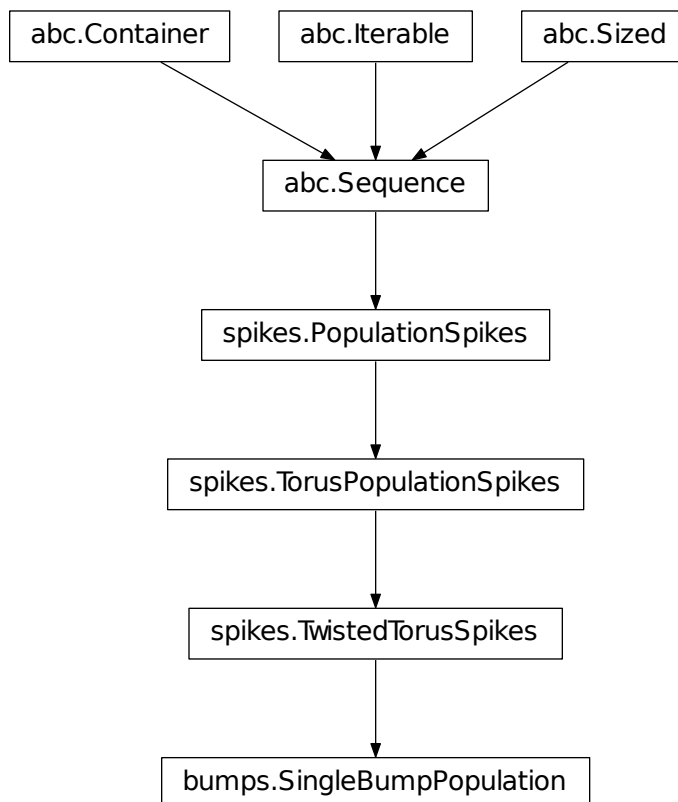 abc.Container
abc.Iterable
abc.Sized
abc.Sequence
spikes.PopulationSpikes
spikes.TorusPopulationSpikes
spikes.TwistedTorusSpikes
bumps.SingleBumpPopulation